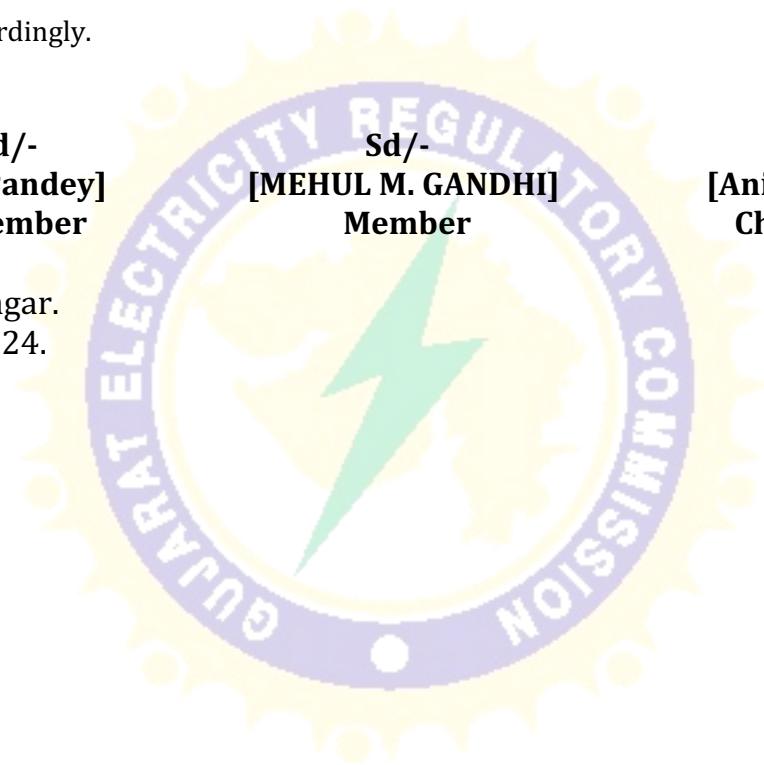 rdingly.
d/- Sd/-
andey] [MEHUL M. GANDHI] [Ani
ember Member Ch
gar.
24.
GUJARAT ELECTRICITY REGULATORY COMMISSION